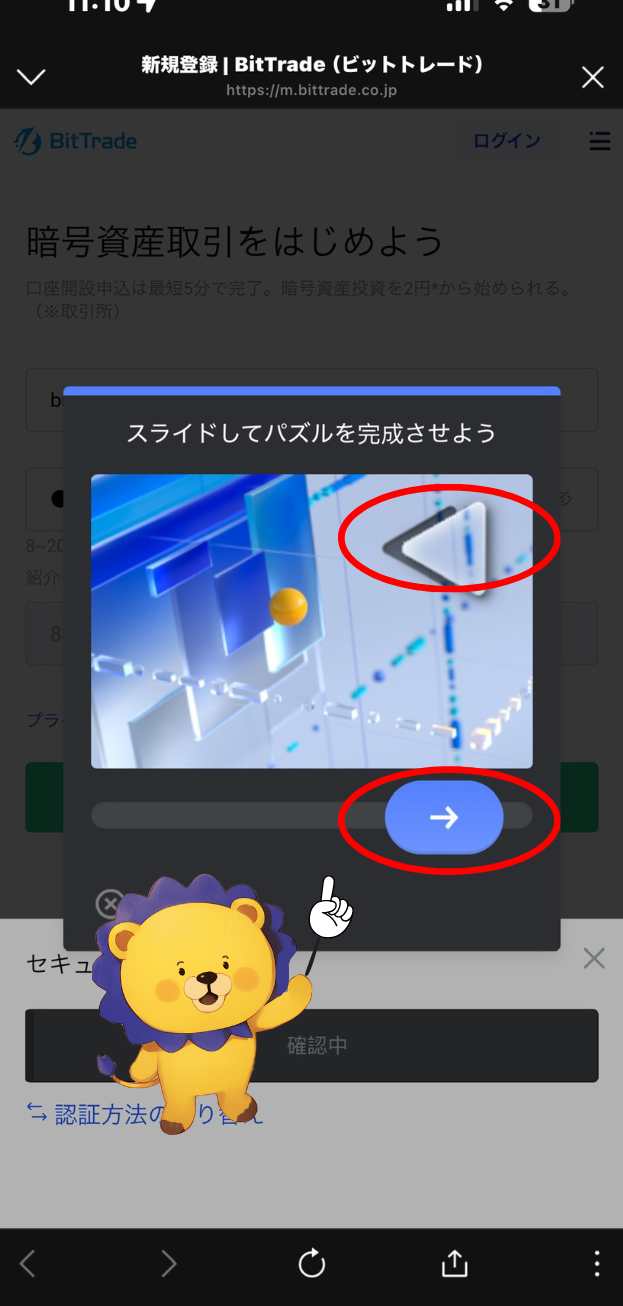 11:10
31
新規登録 | BitTrade（ビットトレード）
https://m.bittrade.co.jp
BitTrade
ログイン
暗号資産取引をはじめよう
口座開設申込は最短5分で完了。暗号資産投資を2円*から始められる。
（※取引所）
b
スライドしてパズルを完成させよう
8~20
紹介
8
プラ
セキュ
確認中
認証方法の り替え